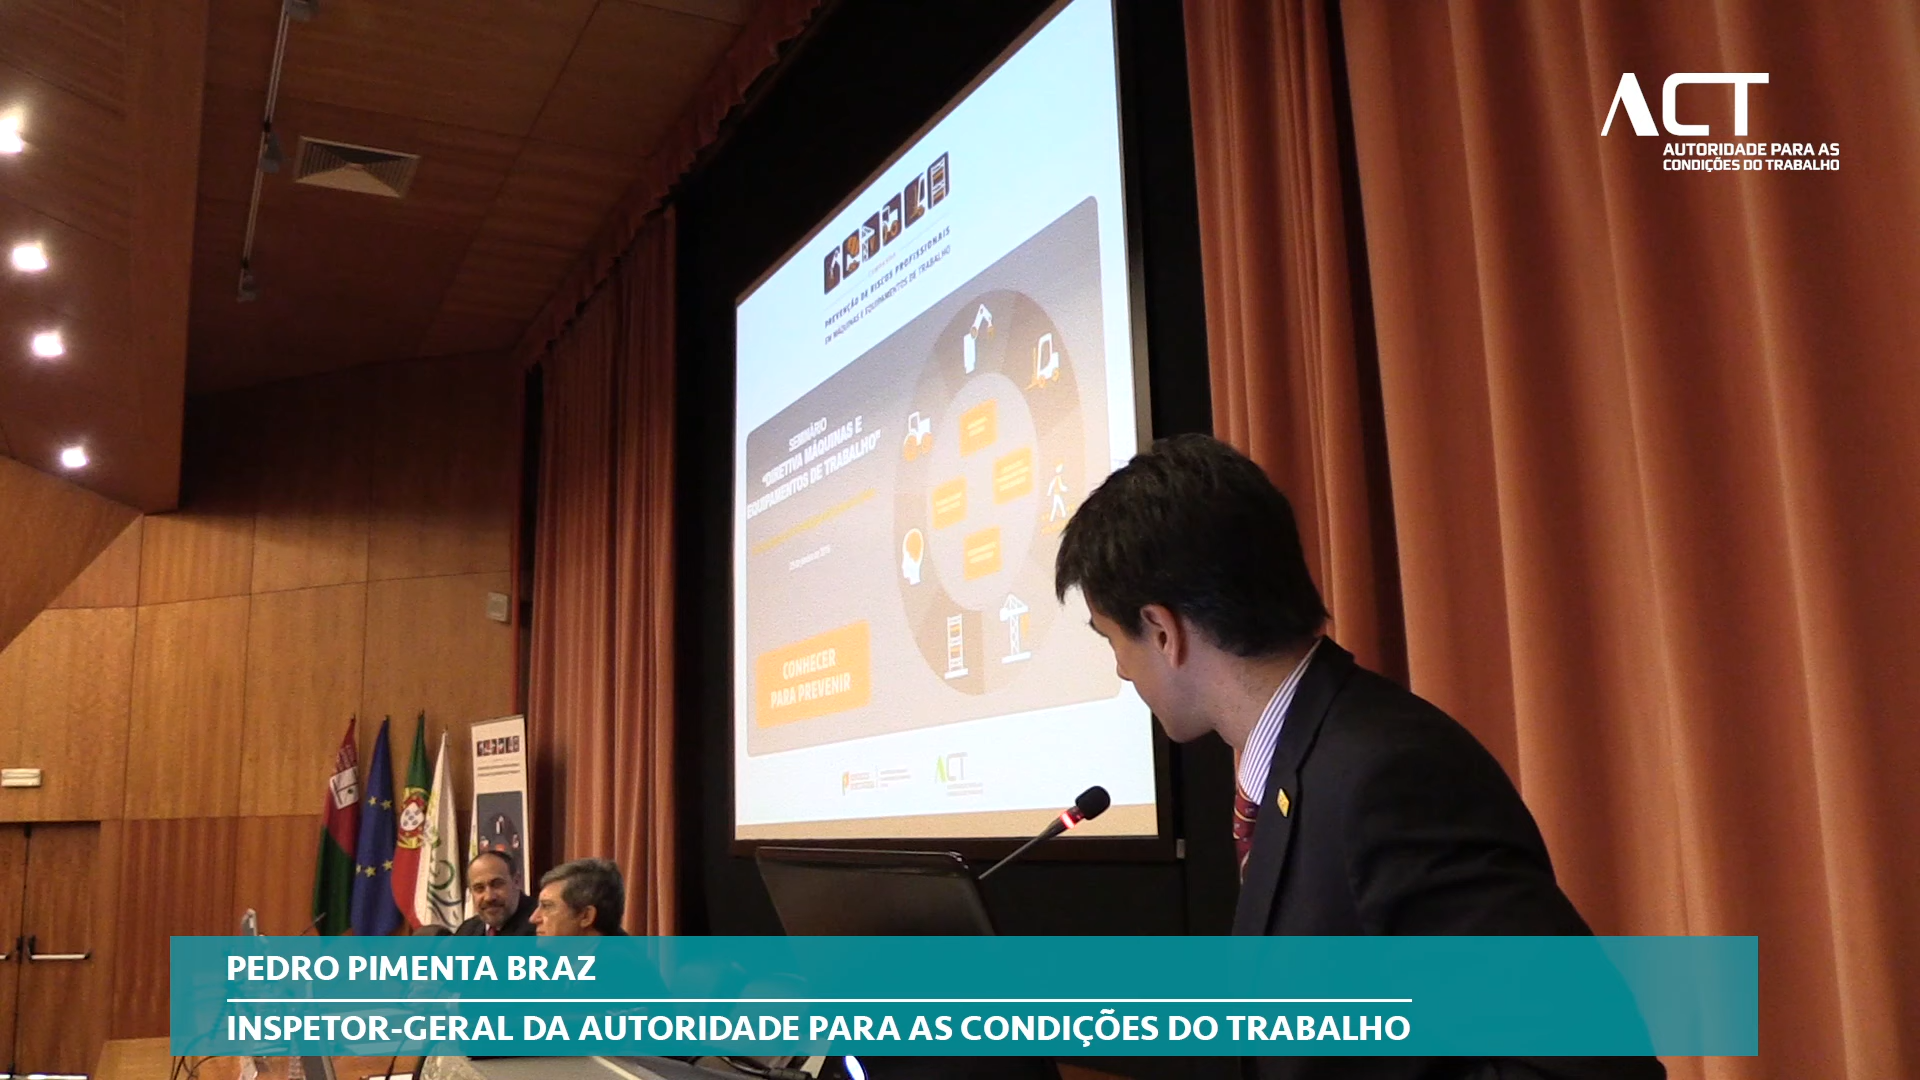 ACT
AUTORIDADE PARA AS
CONDIÇÕES DO TRABALHO
PREVENÇÃO DE RISCOS PROFISSIONAIS
EM MÁQUINAS E EQUIPAMENTOS DE TRABALHO
SEMINÁRIO
"DIRETIVA MÁQUINAS E
EQUIPAMENTOS DE TRABALHO"
CONHECER
PARA PREVENIR
ACT
PEDRO PIMENTA BRAZ
INSPETOR-GERAL DA AUTORIDADE PARA AS CONDIÇÕES DO TRABALHO